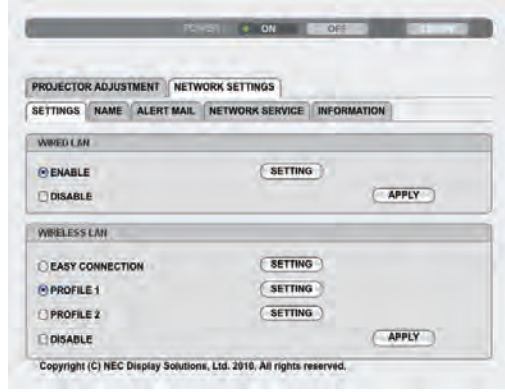 POWER ON OFF
PROJECTOR ADJUSTMENT NETWORK SETTINGS
SETTINGS NAME ALERT MAIL NETWORK SERVICE INFORMATION
WIRED LAN
ENABLE SETTING
DISABLE APPLY
WIRELESS LAN
EASY CONNECTION SETTING
PROFILE 1 SETTING
PROFILE 2 SETTING
DISABLE APPLY
Copyright (C) NEC Display Solutions, Ltd. 2010. All rights reserved.